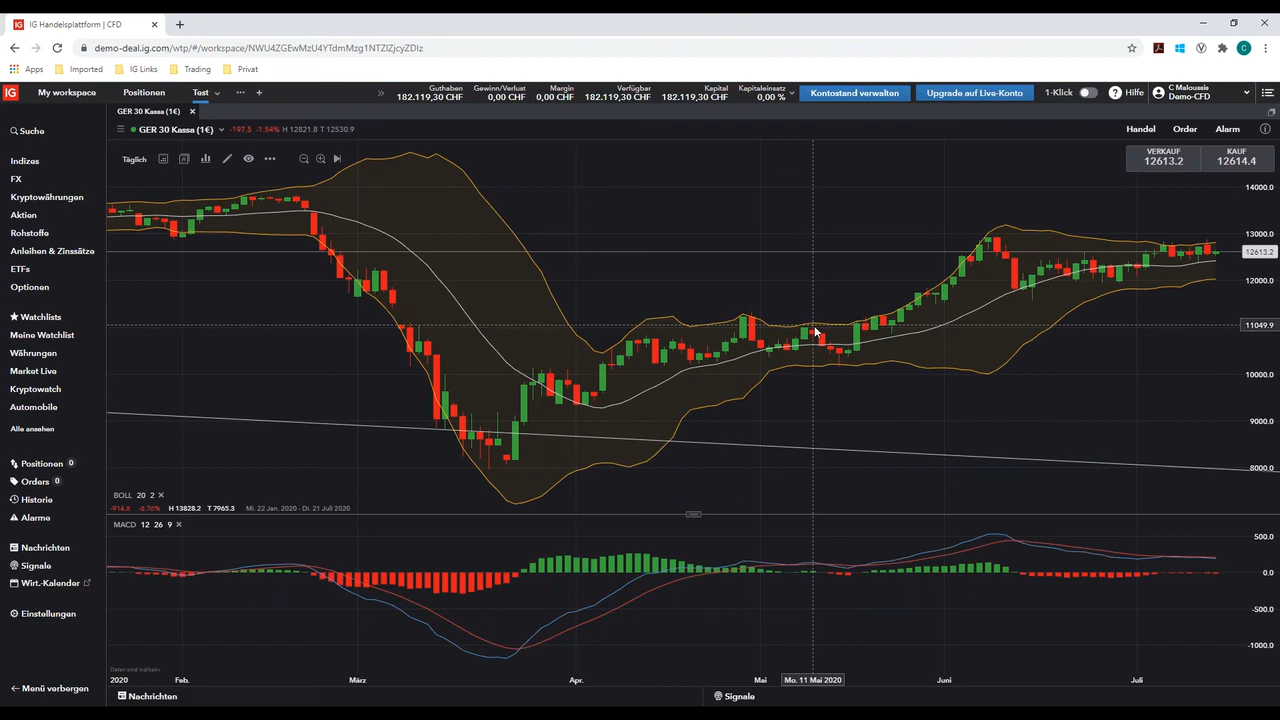 IG Handelsplattform | CFD
demo-deal.ig.com/wtp/#/workspace/NWU4ZGEwMzU4YTdmMzg1NTZlZjcyZDIz
Apps Imported IG Links Trading Privat
IG My workspace Positionen Test
Guthaben 182.119,30 CHF
Gewinn/Verlust 0,00 CHF
Margin 0,00 CHF
Verfügbar 182.119,30 CHF
Kapital 182.119,30 CHF
Kapitaleinsatz 0,00 %
Kontostand verwalten
Upgrade auf Live-Konto
1-Klick
Hilfe
C Maloussis
Demo-CFD
GER 30 Kassa (1€)
Suche
GER 30 Kassa (1€) -197.5 -1.54% H 12821.8 T 12530.9
Handel Order Alarm
Täglich
VERKAUF
12613.2
KAUF
12614.4
Indizes
FX
Kryptowährungen
Aktien
Rohstoffe
Anleihen & Zinssätze
ETFs
Optionen
Watchlists
Meine Watchlist
Währungen
Market Live
Kryptowatch
Automobile
Alle ansehen
Positionen 0
Orders 0
Historie
Alarme
Nachrichten
Signale
Wirt.-Kalender
Einstellungen
Menü verbergen
14000.0
13000.0
12613.2
12000.0
11049.9
10000.0
9000.0
8000.0
BOLL 20 2
-914.6 -6.76% H 13828.2 T 7965.3 Mi. 22 Jan. 2020 - Di. 21 Juli 2020
MACD 12 26 9
500.0
0.0
-500.0
-1000.0
Daten sind indikativ
2020 Feb. März Apr. Mai Mo. 11 Mai 2020 Juni Juli
Nachrichten
Signale